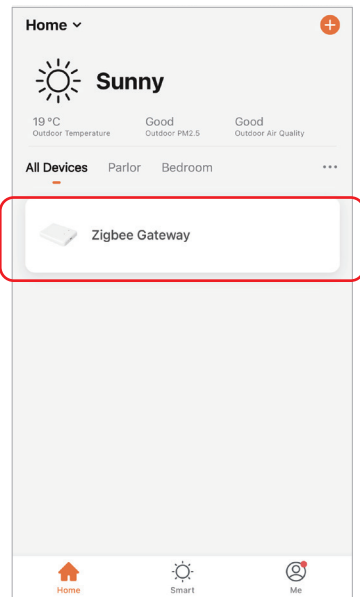 Home
Sunny
19 °C Good Good
Outdoor Temperature Outdoor PM2.5 Outdoor Air Quality
All Devices Parlor Bedroom ...
Zigbee Gateway
Home Smart Me